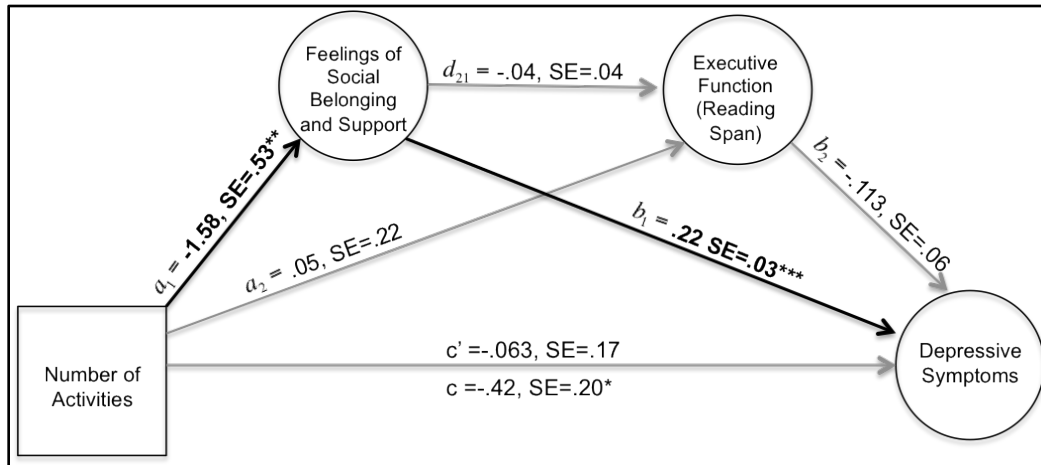 Feelings of
Social
Belonging
and Support
d21 = -.04, SE=.04
Executive
Function
(Reading
Span)
a1 = -1.58, SE=.53**
a2 = .05, SE=.22
b1 = .22 SE=.03***
b2 = -.113, SE=.06
Number of
Activities
c’ =-.063, SE=.17
c =-.42, SE=.20*
Depressive
Symptoms